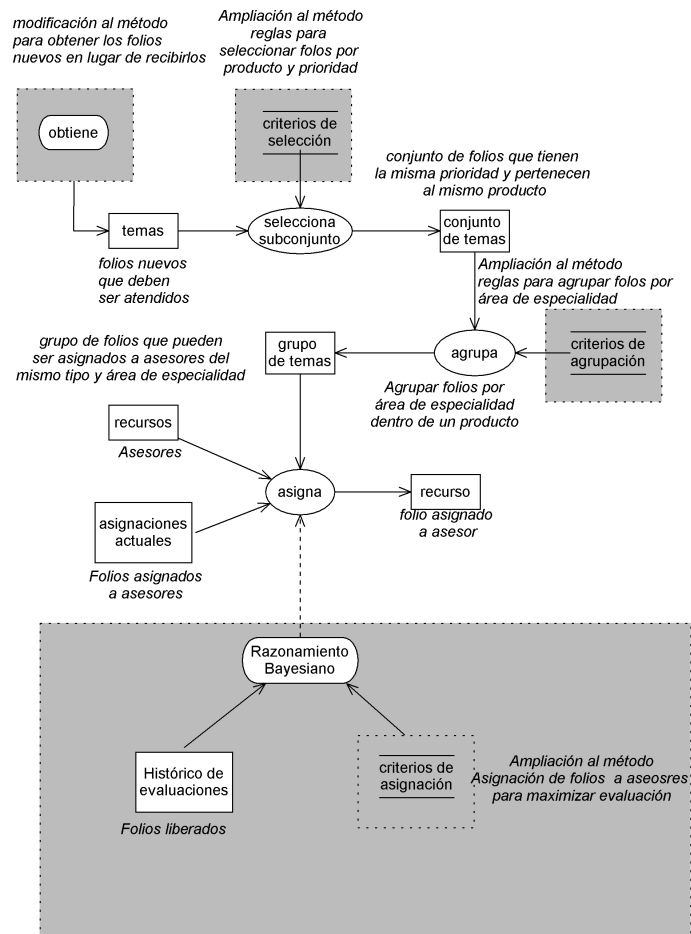 modificación al método
para obtener los folios
nuevos en lugar de recibirlos
Ampliación al método
reglas para
seleccionar folos por
producto y prioridad
obtiene
criterios de
selección
conjunto de folios que tienen
la misma prioridad y pertenecen
al mismo producto
temas
selecciona
subconjunto
conjunto
de temas
folios nuevos
que deben
ser atendidos
Ampliación al método
reglas para agrupar folos por
área de especialidad
grupo de folios que pueden
ser asignados a asesores del
mismo tipo y área de especialidad
grupo
de temas
agrupa
criterios de
agrupación
Agrupar folios por
área de especialidad
dentro de un producto
recursos
Asesores
asigna
recurso
folio asignado
a asesor
asignaciones
actuales
Folios asignados
a asesores
Razonamiento
Bayesiano
Histórico de
evaluaciones
Folios liberados
criterios de
asignación
Ampliación al método
Asignación de folios a aseosres
para maximizar evaluación